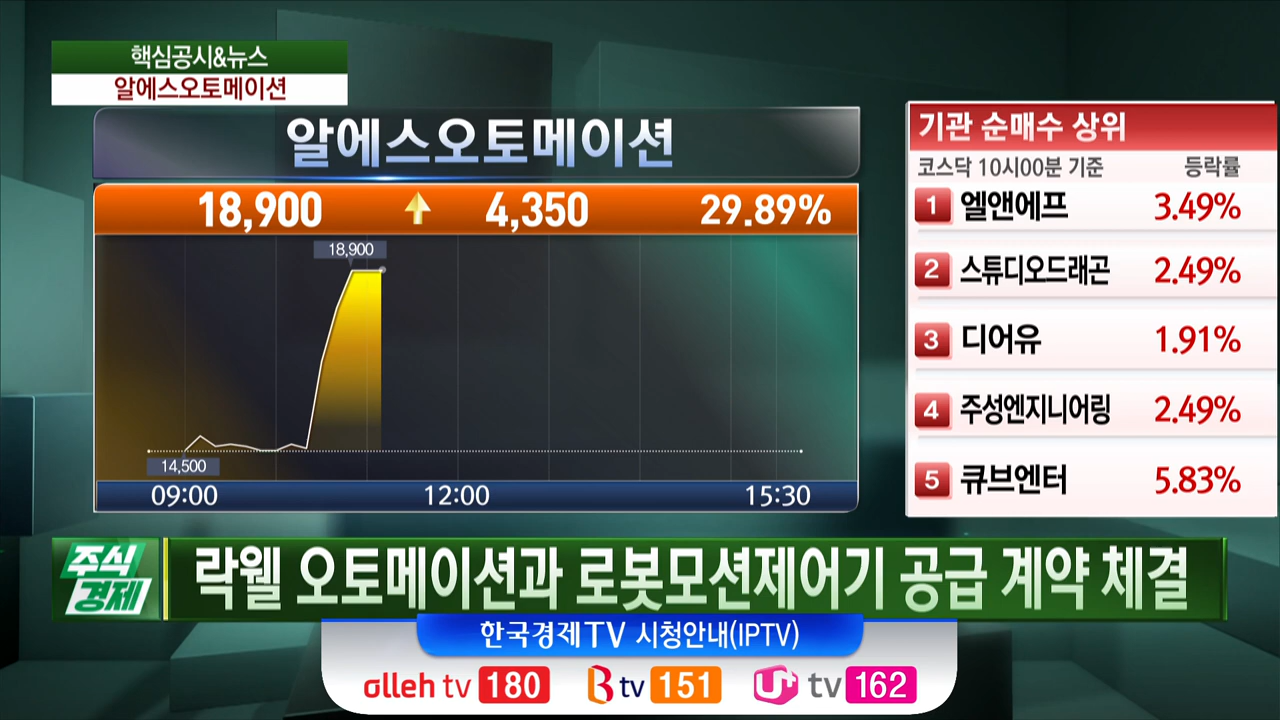 핵심공시&뉴스
알에스오토메이션
알에스오토메이션
18,900 4,350 29.89%
18,900
14,500
09:00 12:00 15:30
기관 순매수 상위
코스닥 10시00분 기준 등락률
1 엘앤에프 3.49%
2 스튜디오드래곤 2.49%
3 디어유 1.91%
4 주성엔지니어링 2.49%
5 큐브엔터 5.83%
주식
경제
락웰 오토메이션과 로봇모션제어기 공급 계약 체결
한국경제TV 시청안내(IPTV)
olleh tv 180 B tv 151 U+ tv 162